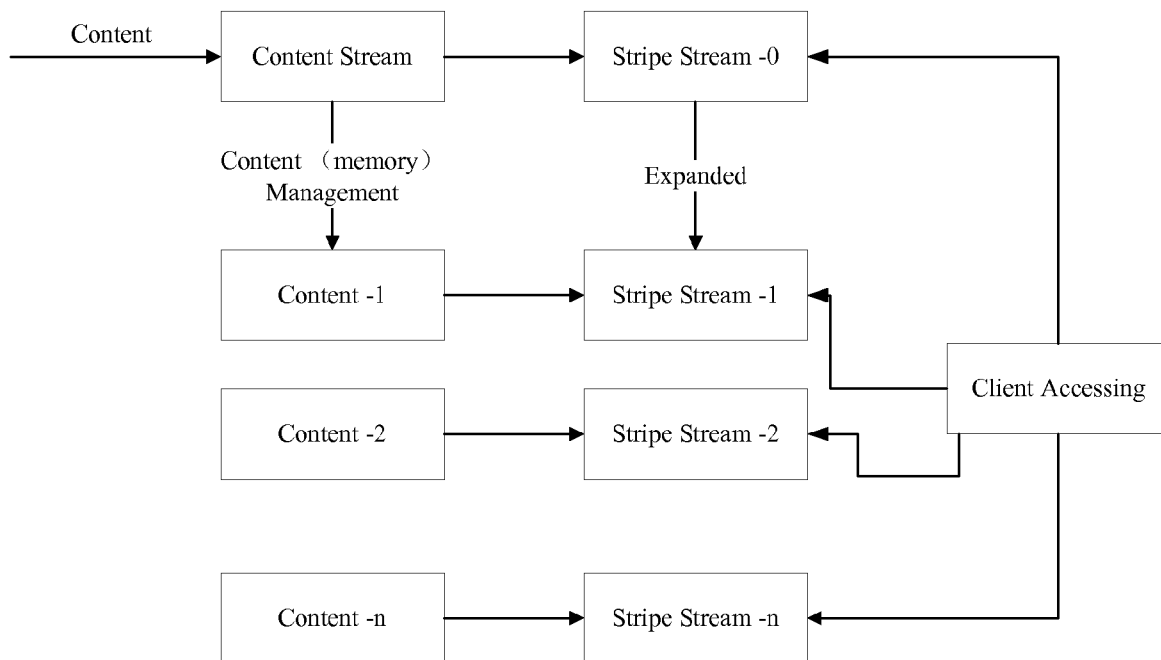 Content
Content Stream
Stripe Stream -0
Content （memory）
Management
Expanded
Content -1
Stripe Stream -1
Client Accessing
Content -2
Stripe Stream -2
Content -n
Stripe Stream -n